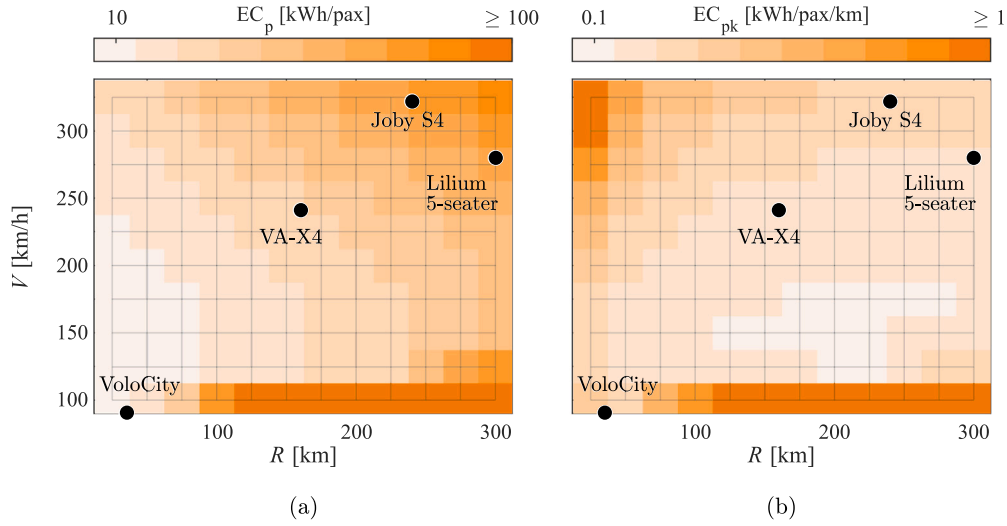 EC_p [kWh/pax]
10
≥ 100
300
250
200
150
100
V [km/h]
Joby S4
Lilium
5-seater
VA-X4
VoloCity
100
200
300
R [km]
(a)
EC_pk [kWh/pax/km]
0.1
≥ 1
Joby S4
Lilium
5-seater
VA-X4
VoloCity
100
200
300
R [km]
(b)